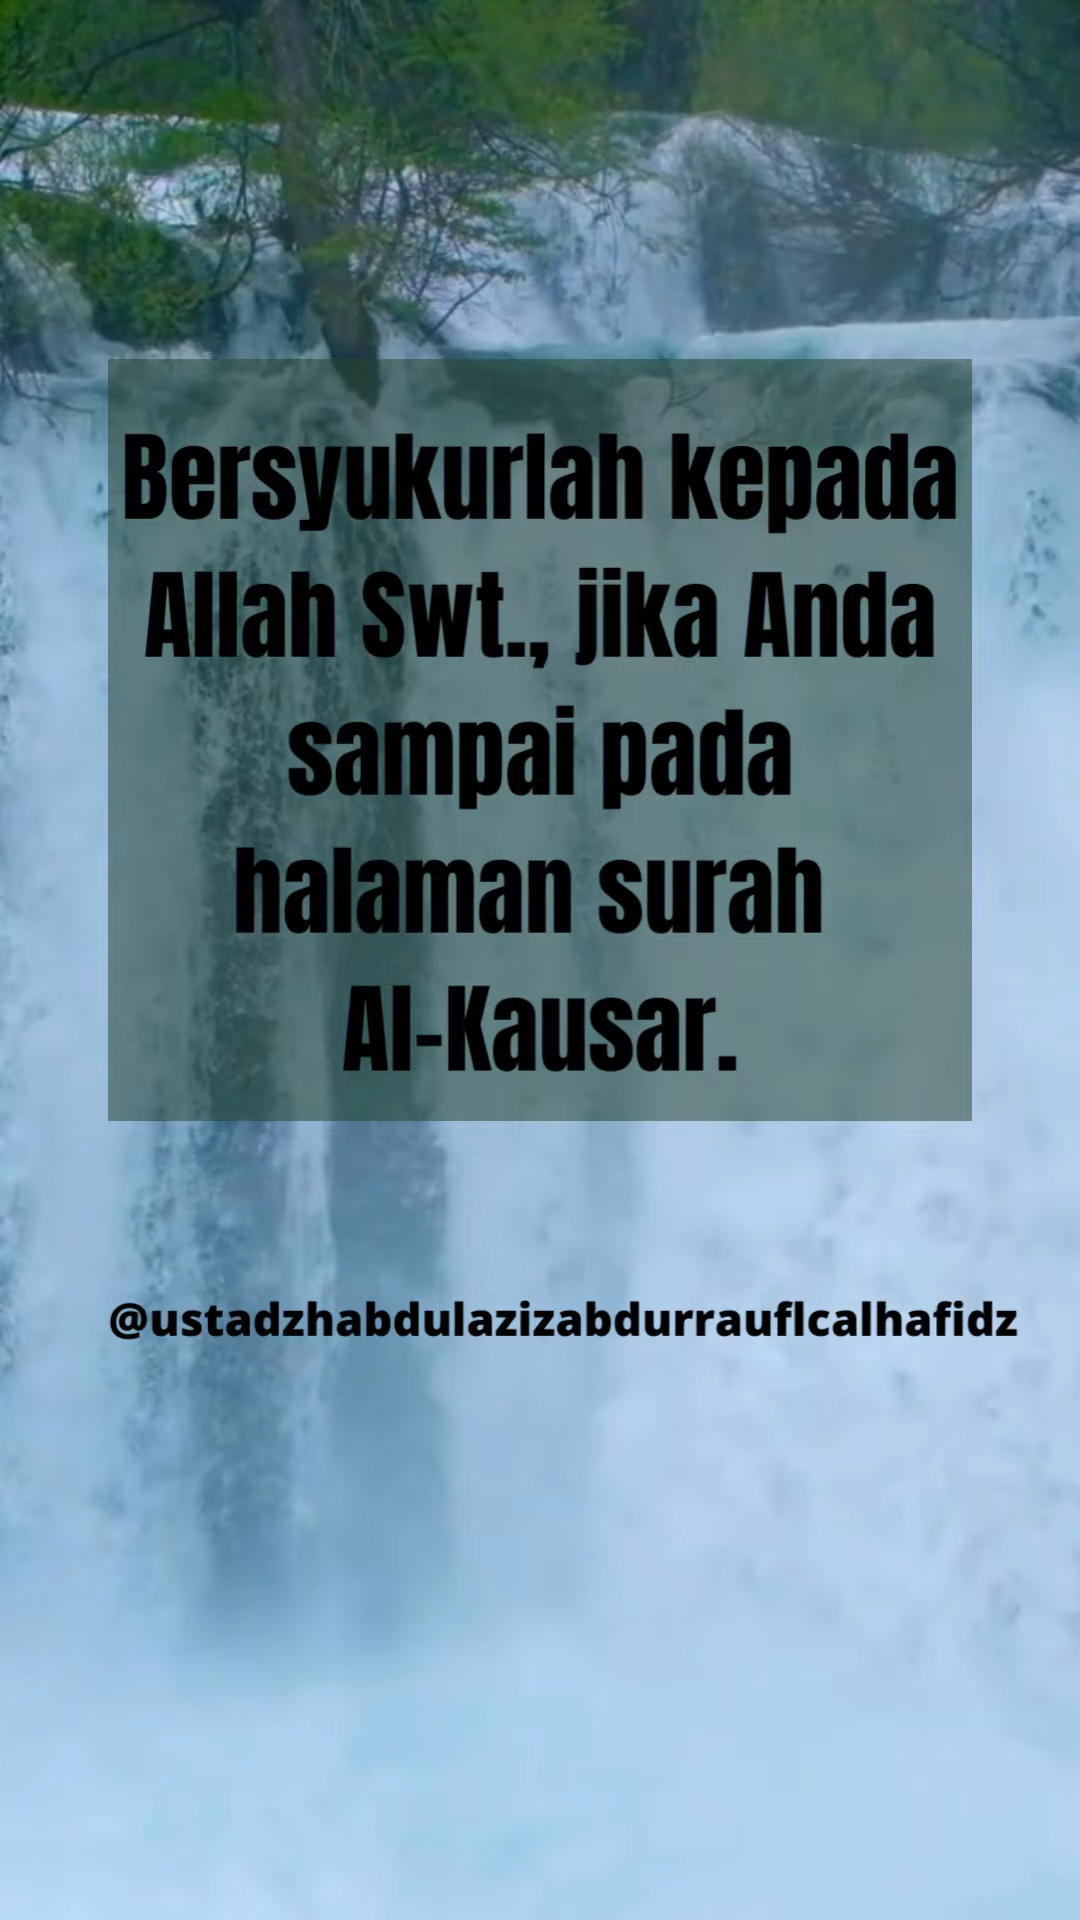 Bersyukurlah kepada
Allah Swt., jika Anda
sampai pada
halaman surah
Al-Kausar.
@ustadzhabdulazizabdurrauflcalhafidz